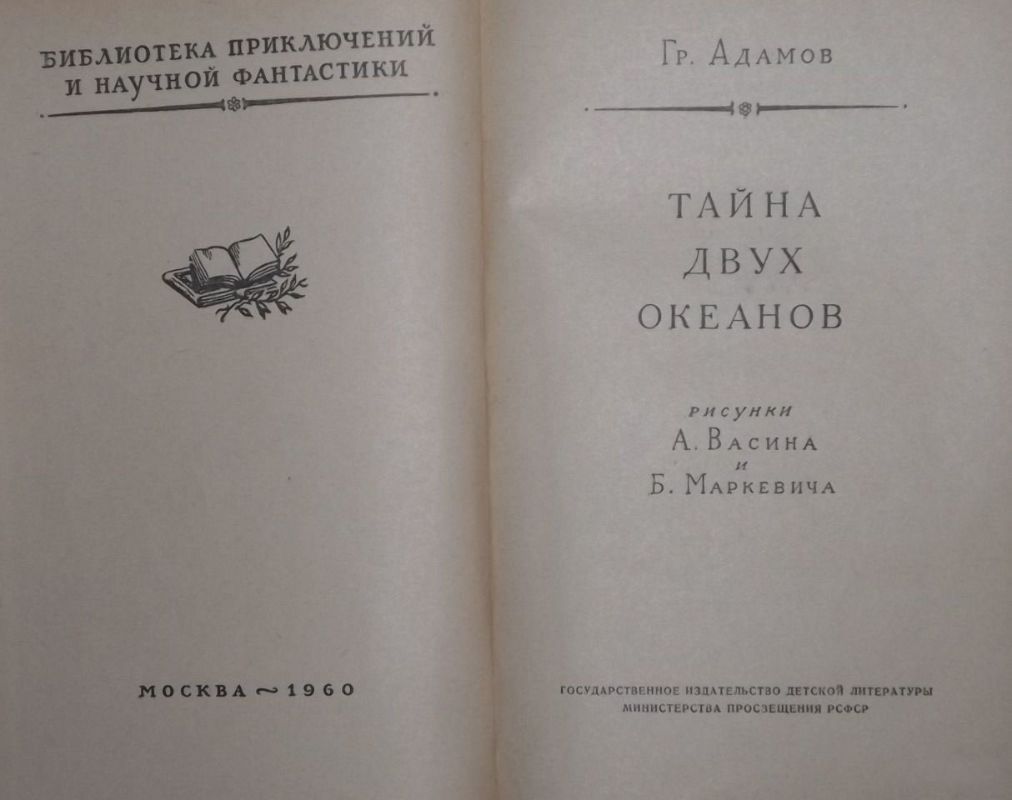 БИБЛИОТЕКА ПРИКЛЮЧЕНИЙ
И НАУЧНОЙ ФАНТАСТИКИ
МОСКВА ~ 1960
ГР. АДАМОВ
ТАЙНА
ДВУХ
ОКЕАНОВ
РИСУНКИ
А. ВАСИНА
И
Б. МАРКЕВИЧА
ГОСУДАРСТВЕННОЕ ИЗДАТЕЛЬСТВО ДЕТСКОЙ ЛИТЕРАТУРЫ
МИНИСТЕРСТВА ПРОСВЕЩЕНИЯ РСФСР